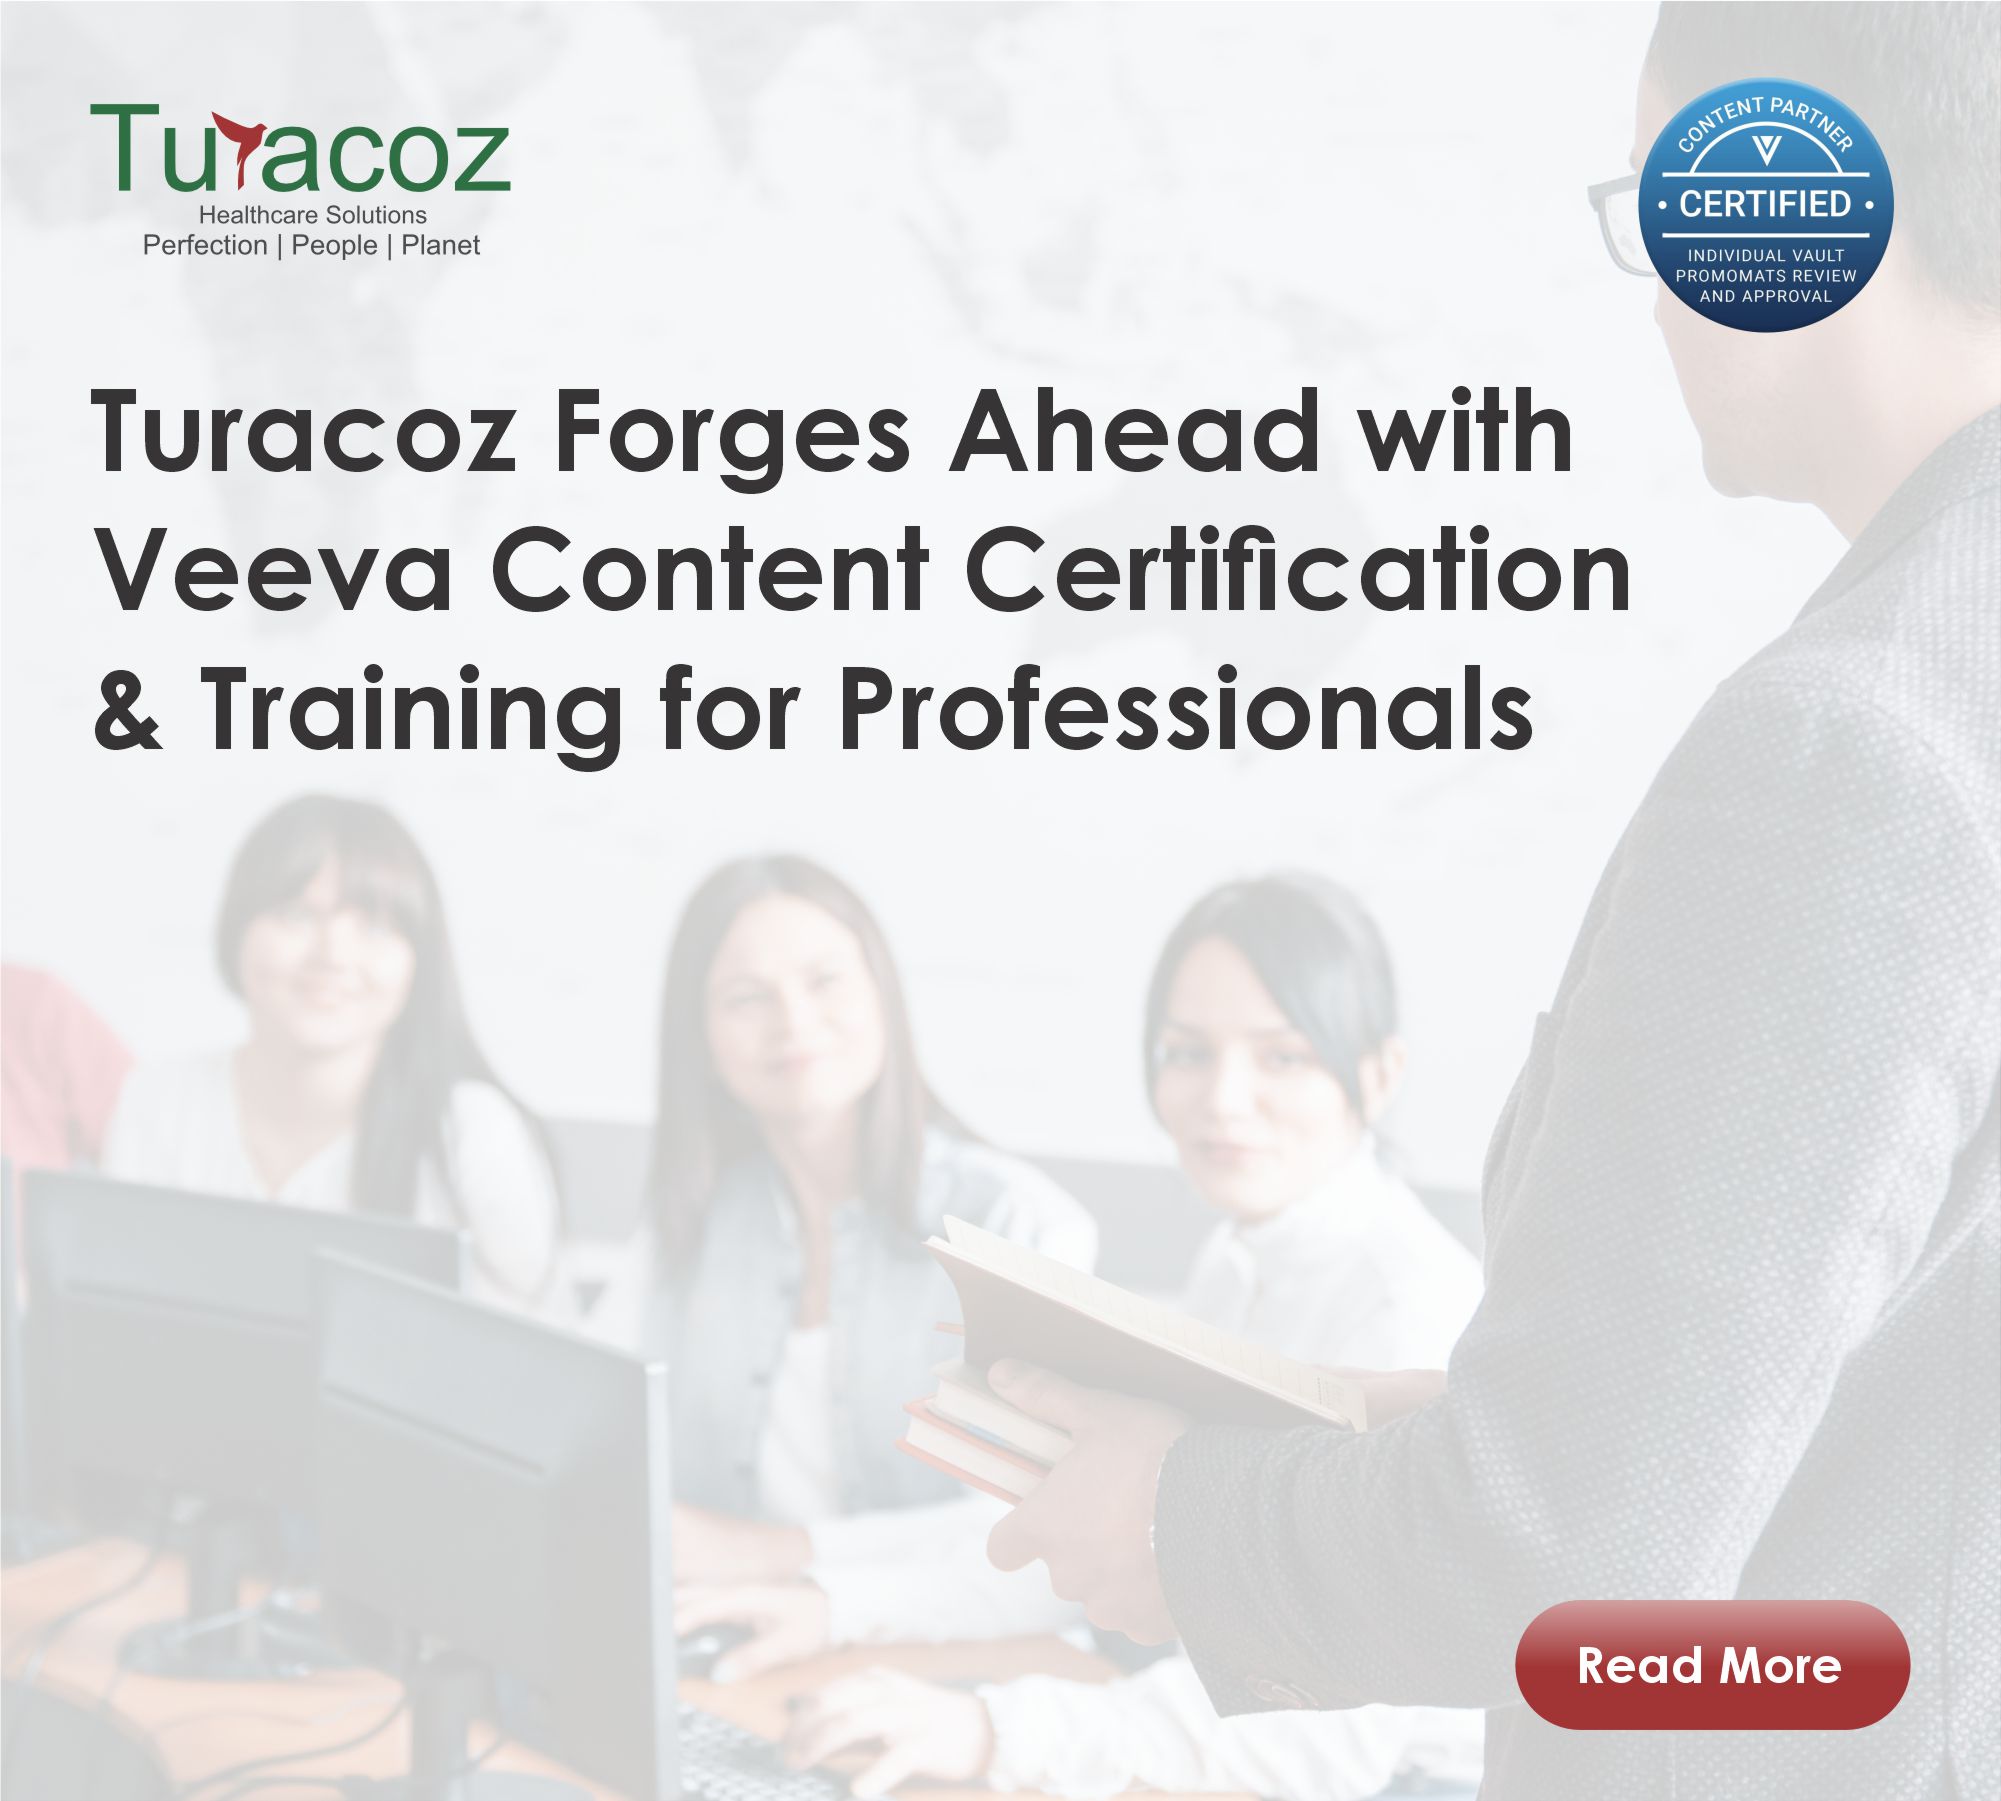 Turacoz
Healthcare Solutions
Perfection | People | Planet
CONTENT PARTNER
• CERTIFIED •
INDIVIDUAL VAULT
PROMOMATS REVIEW
AND APPROVAL
Turacoz Forges Ahead with
Veeva Content Certification
& Training for Professionals
Read More